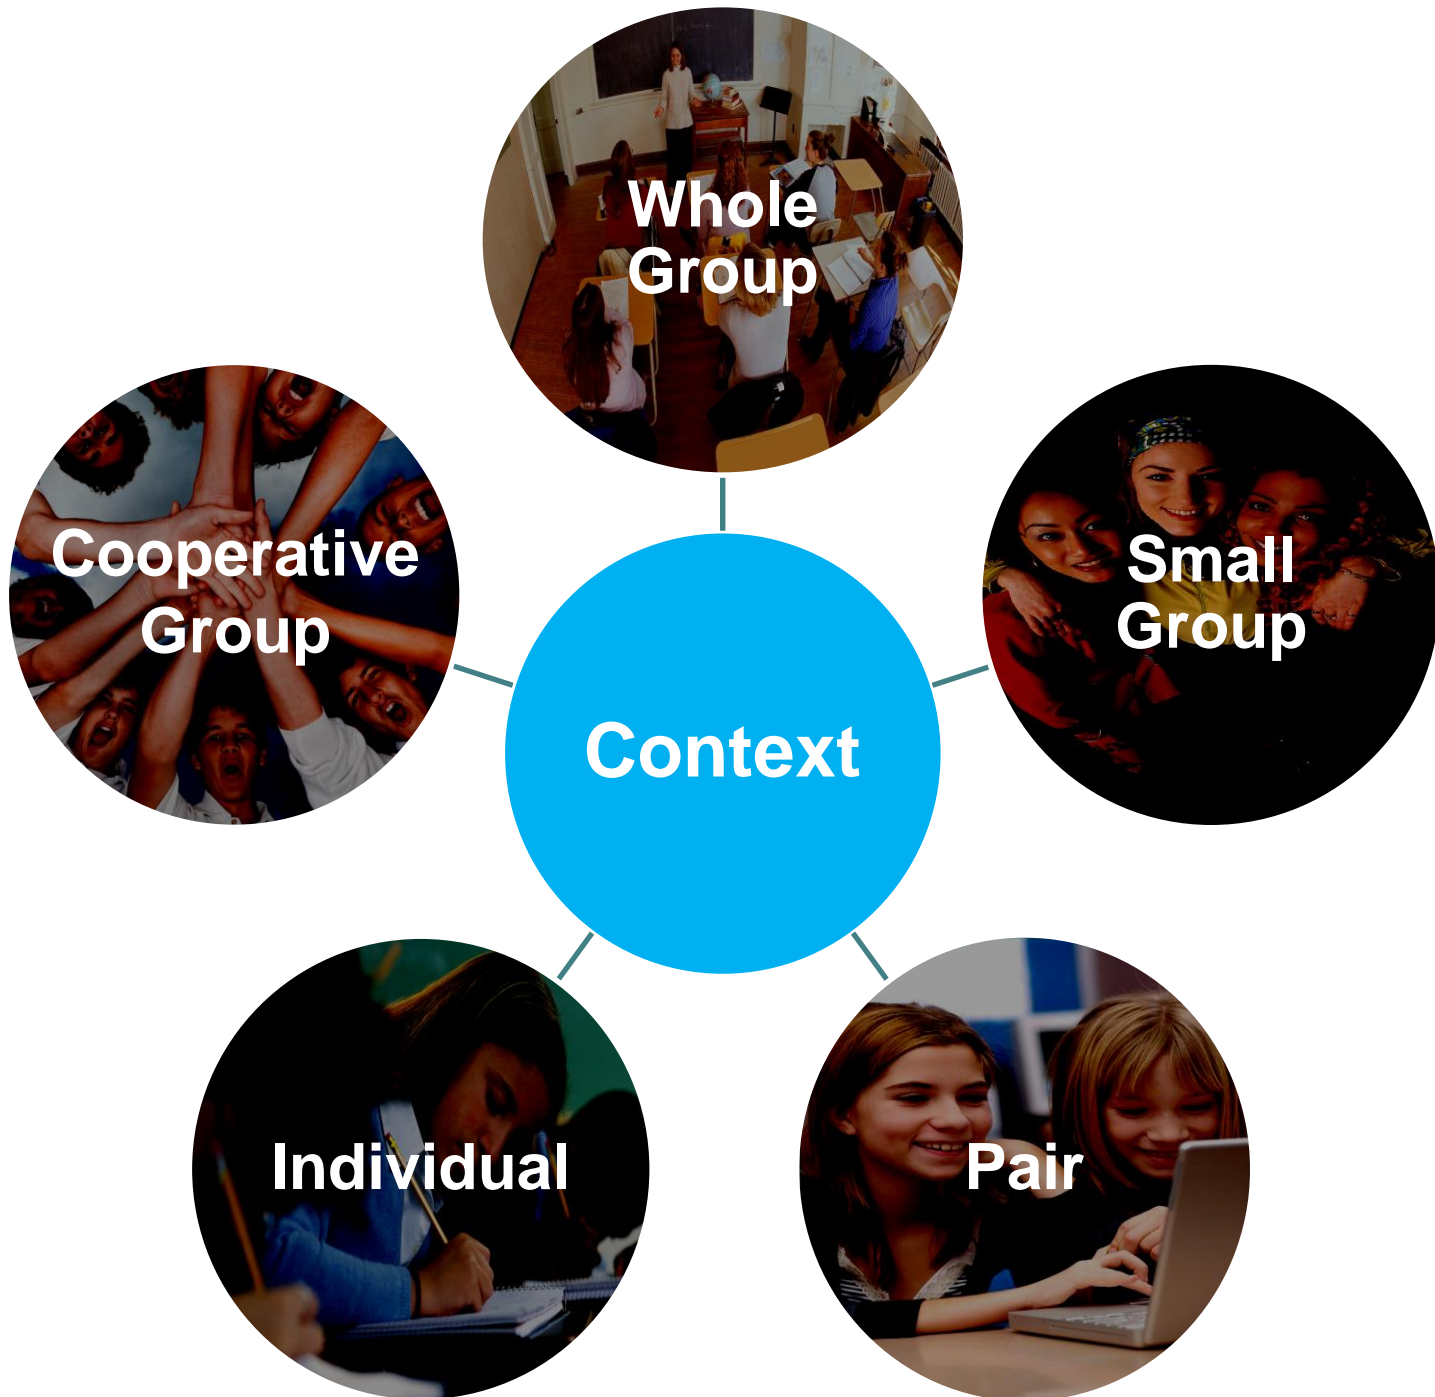 Whole
Group
Cooperative
Group
Small
Group
Context
Individual
Pair